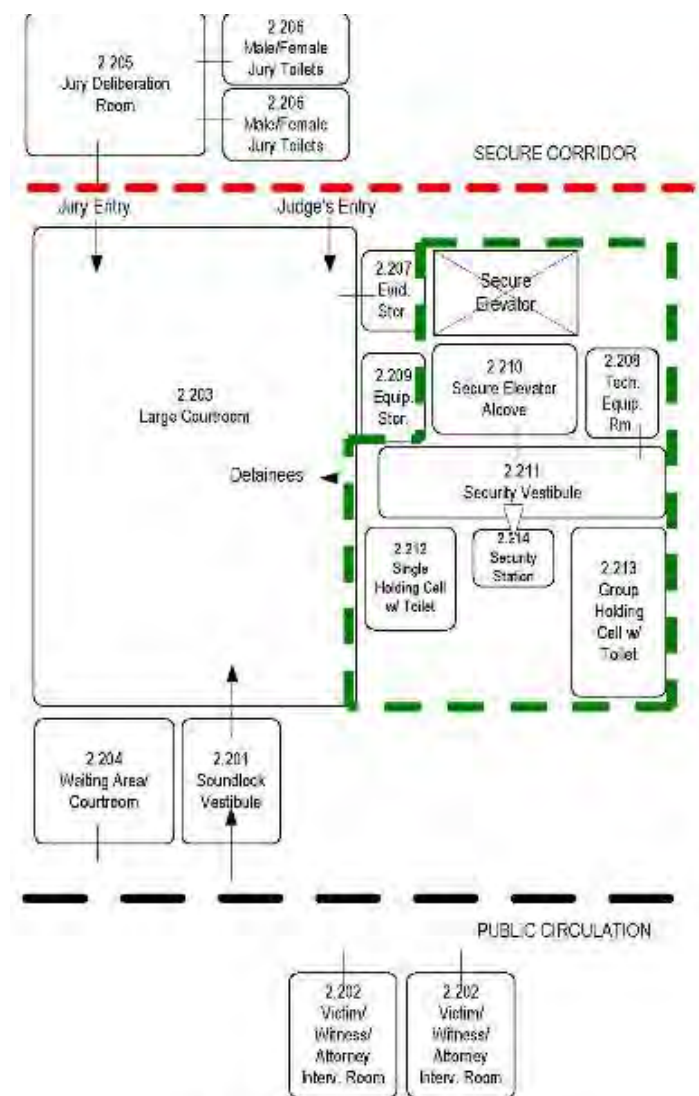 2.205
Jury Deliberation
Room
2.206
Male/Female
Jury Toilets
2.206
Male/Female
Jury Toilets
SECURE CORRIDOR
Jury Entry
Judge's Entry
2.207
Evid.
Stor.
Secure
Elevator
2.203
Large Courtroom
2.209
Equip.
Stor.
2.210
Secure Elevator
Alcove
2.208
Tech.
Equip.
Rm.
Detainees
2.211
Security Vestibule
2.212
Single
Holding Cell
w/ Toilet
2.214
Security
Station
2.213
Group
Holding
Cell w/
Toilet
2.204
Waiting Area/
Courtroom
2.201
Soundlock
Vestibule
PUBLIC CIRCULATION
2.202
Victim/
Witness/
Attorney
Interv. Room
2.202
Victim/
Witness/
Attorney
Interv. Room